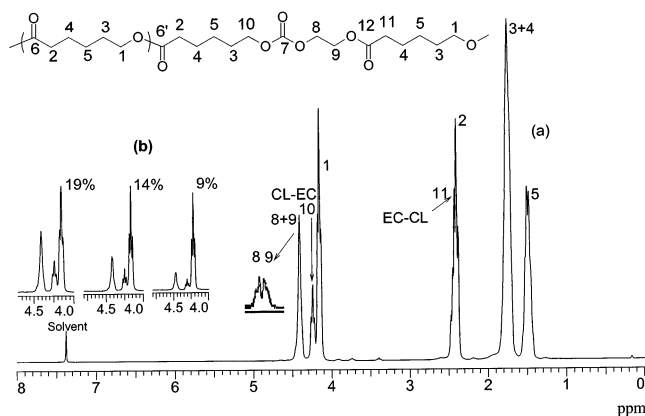 O 4 5 O 2 5 10 O 8 O 11 5 1
6 6' 12
2 5 3 1 O 4 3 O 7 O 9 O 4 3 O
(b)
(a)
19% 14% 9%
CL-EC
10
8+9
8 9
1
EC-CL
11
2
3+4
5
4.5 4.0 4.5 4.0 4.5 4.0
Solvent
8 7 6 5 4 3 2 1 0
ppm